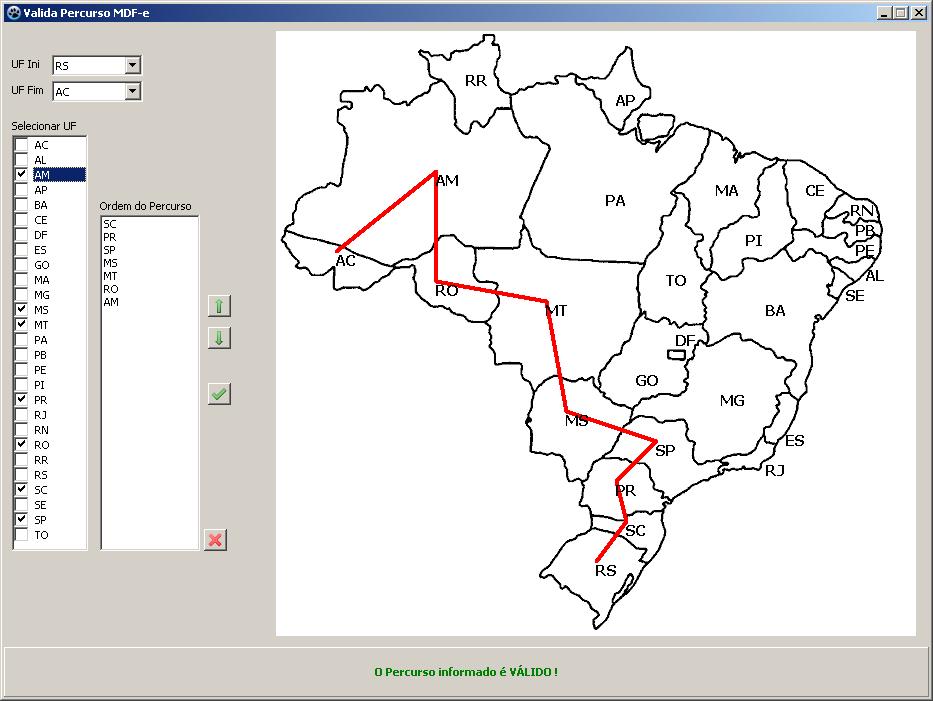 Valida Percurso MDF-e
UF Ini RS
UF Fim AC
Selecionar UF
AC
AL
AM
AP
BA
CE
DF
ES
GO
MA
MG
MS
MT
PA
PB
PE
PI
PR
RJ
RN
RO
RR
RS
SC
SE
SP
TO
Ordem do Percurso
SC
PR
SP
MS
MT
RO
AM
RR
AP
AM
PA
MA
CE
RN
PB
PE
PI
AL
SE
AC
RO
TO
MT
BA
DF
GO
MG
MS
ES
SP
RJ
PR
SC
RS
O Percurso informado é VÁLIDO !